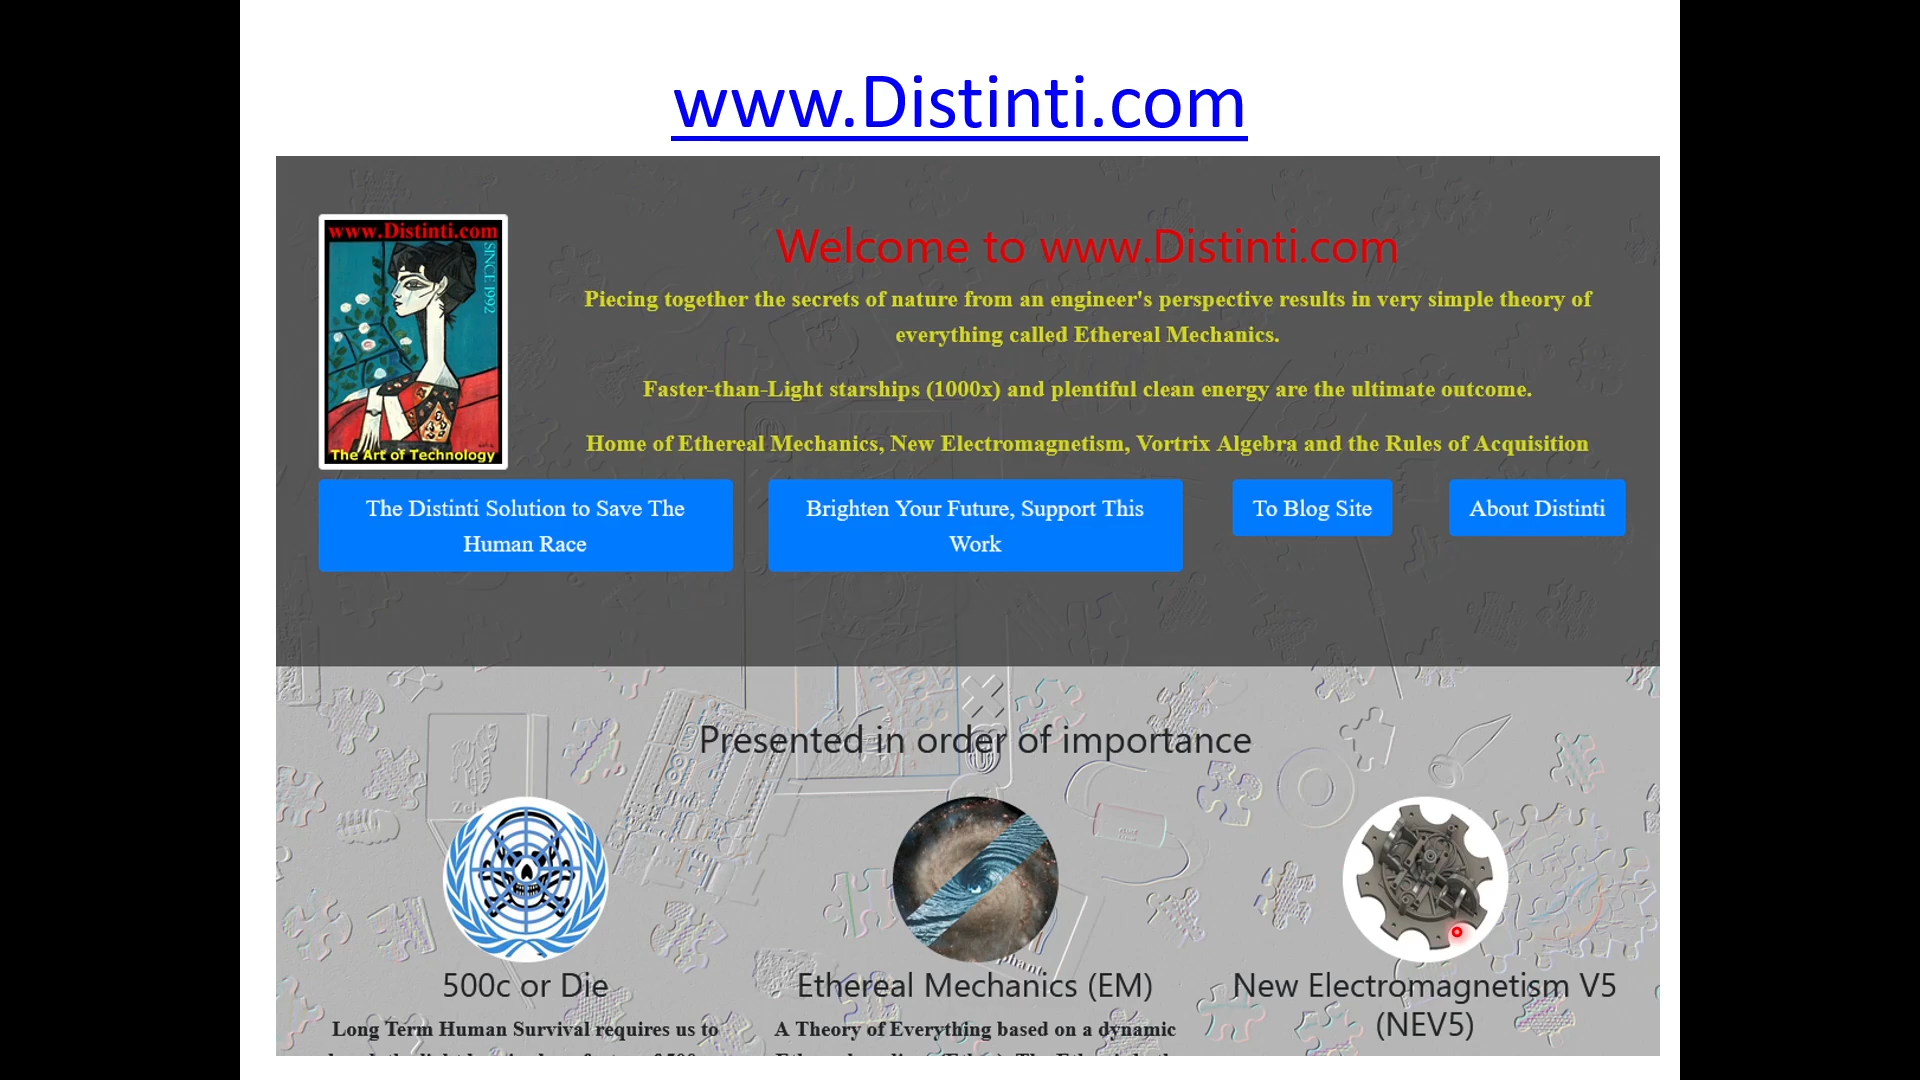 www.Distinti.com
www.Distinti.com
SINCE 1992
The Art of Technology
Welcome to www.Distinti.com
Piecing together the secrets of nature from an engineer's perspective results in very simple theory of
everything called Ethereal Mechanics.
Faster-than-Light starships (1000x) and plentiful clean energy are the ultimate outcome.
Home of Ethereal Mechanics, New Electromagnetism, Vortrix Algebra and the Rules of Acquisition
The Distinti Solution to Save The
Human Race
Brighten Your Future, Support This
Work
To Blog Site
About Distinti
Presented in order of importance
500c or Die
Ethereal Mechanics (EM)
New Electromagnetism V5
(NEV5)
Long Term Human Survival requires us to
A Theory of Everything based on a dynamic